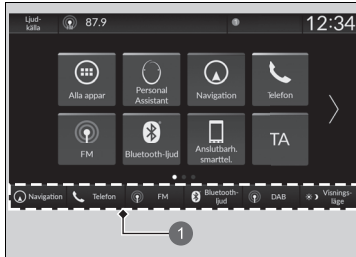 Ljud-
källa
87.9
12:34
Alla appar
Personal
Assistant
Navigation
Telefon
FM
Bluetooth-ljud
Anslutbarh.
smarttel.
TA
Navigation
Telefon
FM
Bluetooth-
ljud
DAB
Visnings-
läge
1